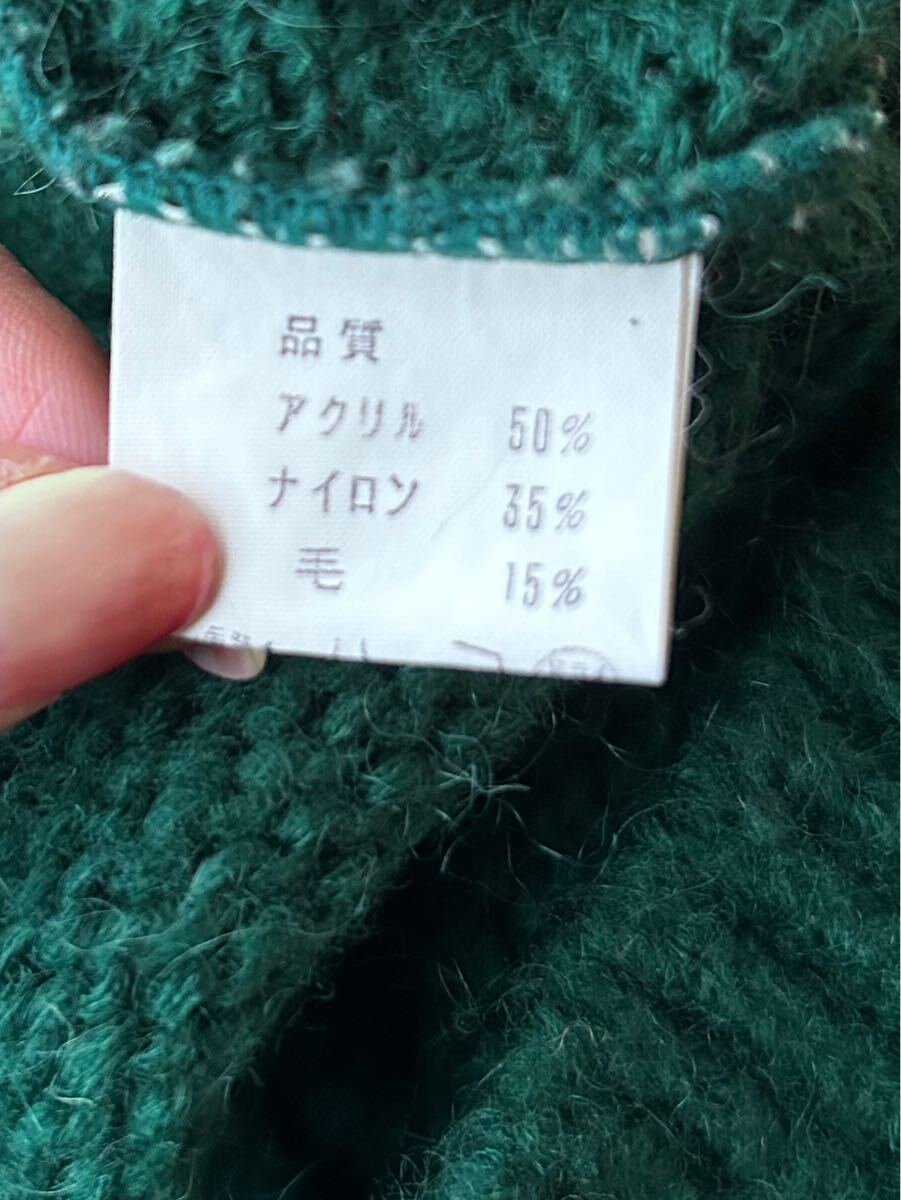 品質
アクリル 50%
ナイロン 35%
毛 15%